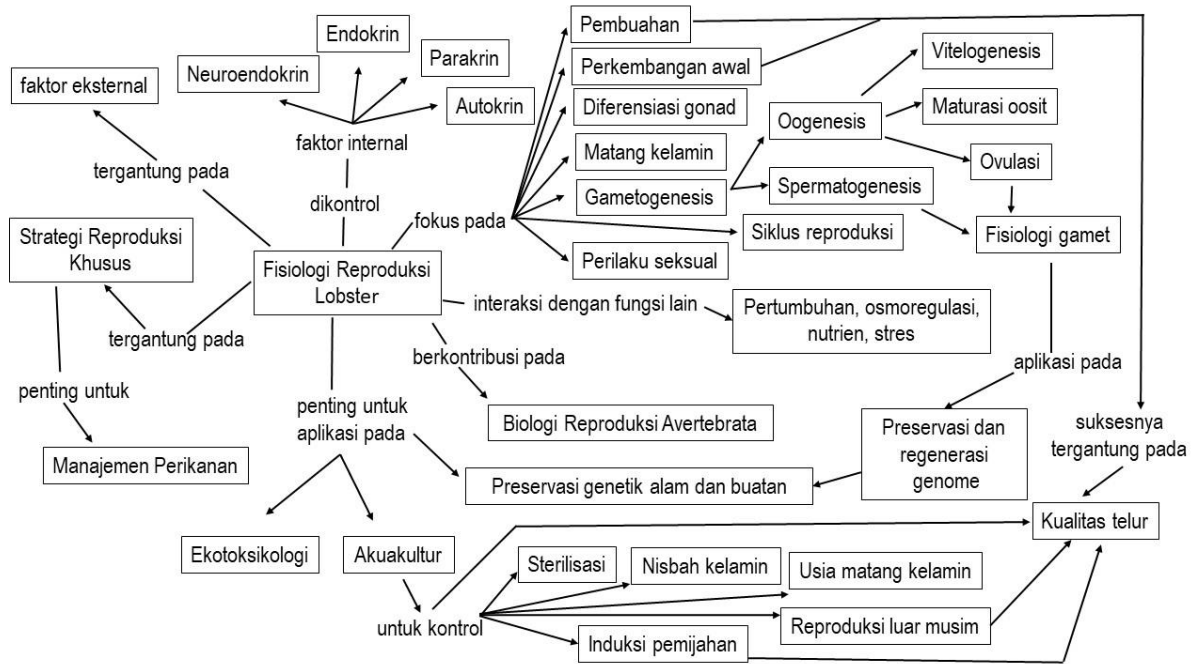 Pembuahan
Endokrin
Vitelogenesis
Parakrin
Neuroendokrin
Perkembangan awal
faktor eksternal
Autokrin
Diferensiasi gonad
Maturasi oosit
Oogenesis
faktor internal
Matang kelamin
Ovulasi
tergantung pada
Gametogenesis
Spermatogenesis
dikontrol
fokus pada
Strategi Reproduksi
Khusus
Siklus reproduksi
Fisiologi gamet
Fisiologi Reproduksi
Lobster
Perilaku seksual
interaksi dengan fungsi lain
Pertumbuhan, osmoregulasi,
nutrien, stres
tergantung pada
berkontribusi pada
aplikasi pada
penting untuk
penting untuk
aplikasi pada
Biologi Reproduksi Avertebrata
Preservasi dan
regenerasi
genome
suksesnya
tergantung pada
Manajemen Perikanan
Preservasi genetik alam dan buatan
Kualitas telur
Ekotoksikologi
Akuakultur
Sterilisasi
Nisbah kelamin
Usia matang kelamin
untuk kontrol
Reproduksi luar musim
Induksi pemijahan